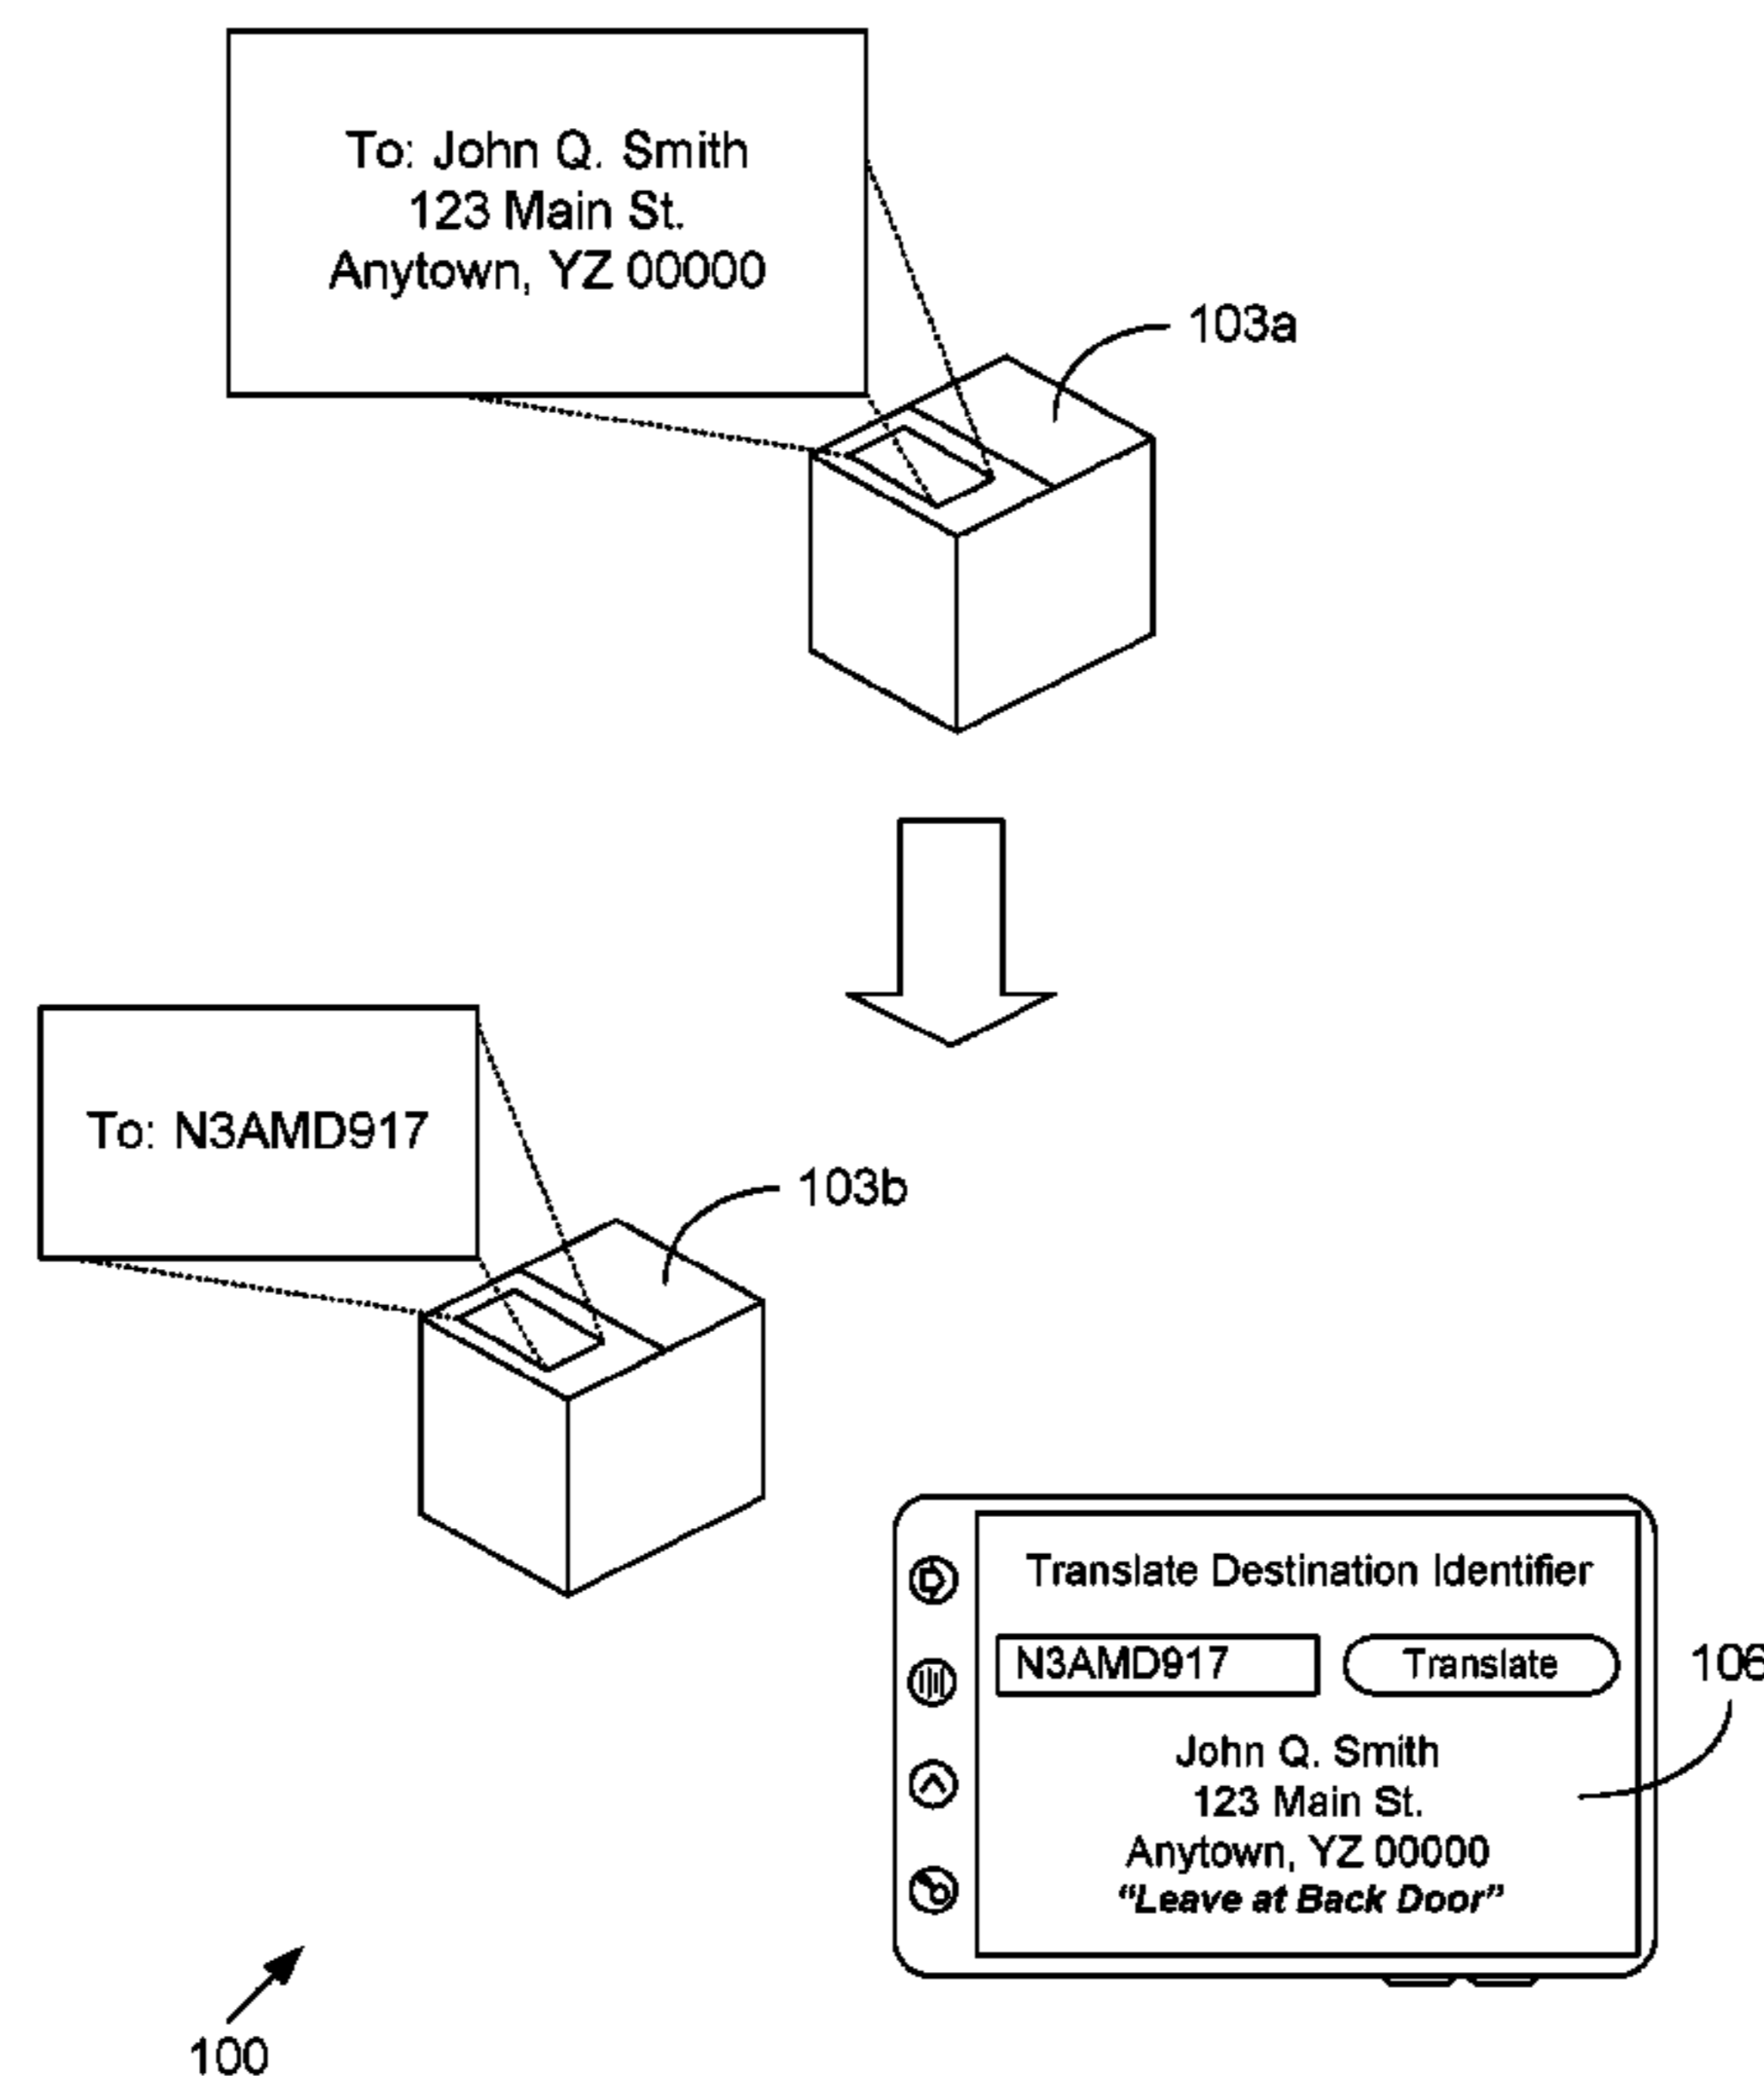 To: John Q. Smith
123 Main St.
Anytown, YZ 00000
103a
To: N3AMD917
103b
Translate Destination Identifier
N3AMD917
Translate
106
John Q. Smith
123 Main St.
Anytown, YZ 00000
“Leave at Back Door”
100